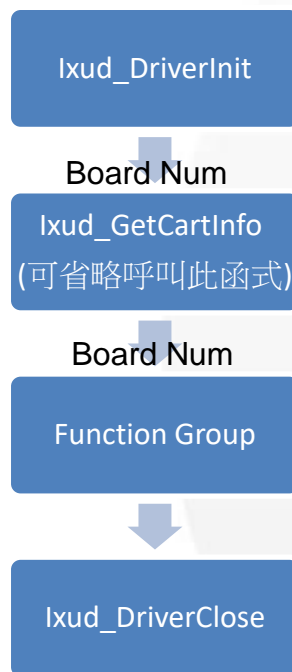 Ixud_DriverInit
Board Num
Ixud_GetCartInfo
(可省略呼叫此函式)
Board Num
Function Group
Ixud_DriverClose